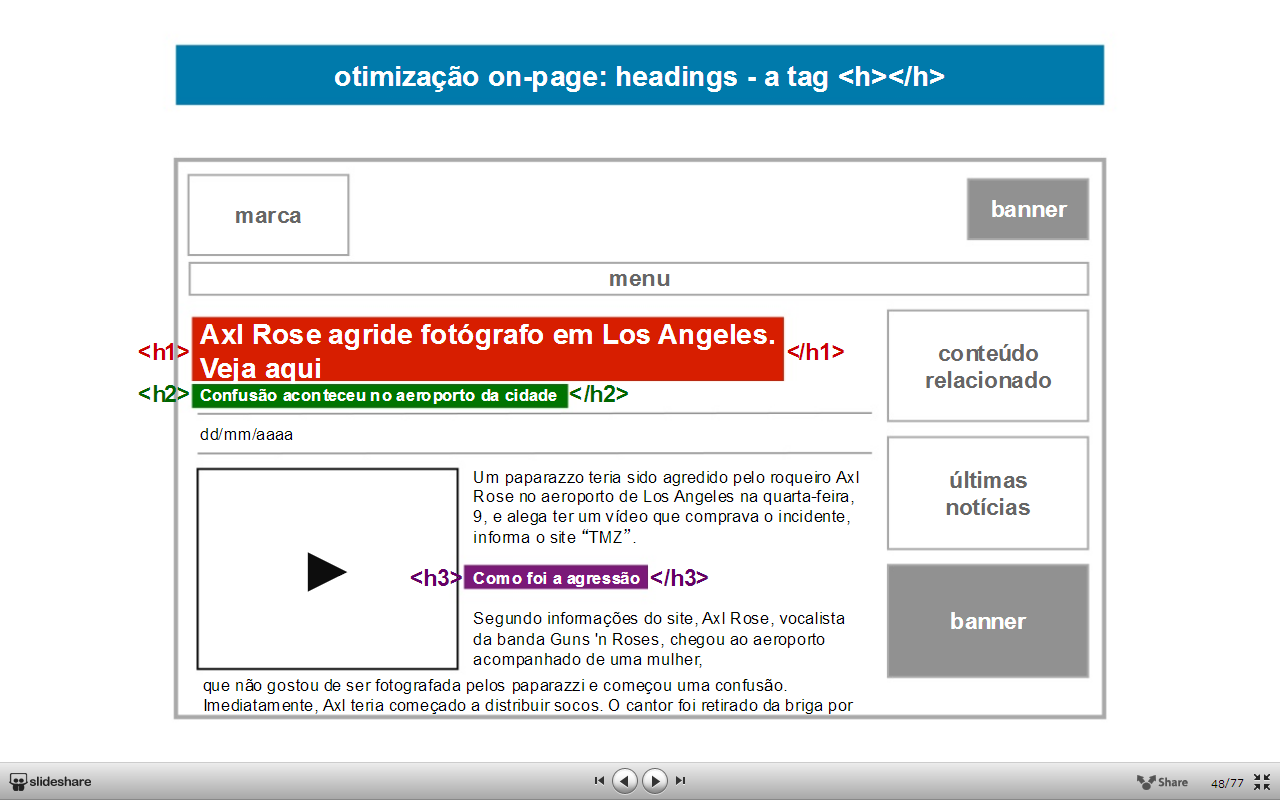 otimização on-page: headings - a tag <h></h>
marca
banner
menu
<h1> Axl Rose agride fotógrafo em Los Angeles.
Veja aqui </h1>
<h2> Confusão aconteceu no aeroporto da cidade </h2>
dd/mm/aaaa
Um paparazzo teria sido agredido pelo roqueiro Axl
Rose no aeroporto de Los Angeles na quarta-feira,
9, e alega ter um vídeo que comprava o incidente,
informa o site “TMZ”.
<h3> Como foi a agressão </h3>
Segundo informações do site, Axl Rose, vocalista
da banda Guns 'n Roses, chegou ao aeroporto
acompanhado de uma mulher,
que não gostou de ser fotografada pelos paparazzi e começou uma confusão.
Imediatamente, Axl teria começado a distribuir socos. O cantor foi retirado da briga por
conteúdo
relacionado
últimas
notícias
banner
slideshare
Share
48/77